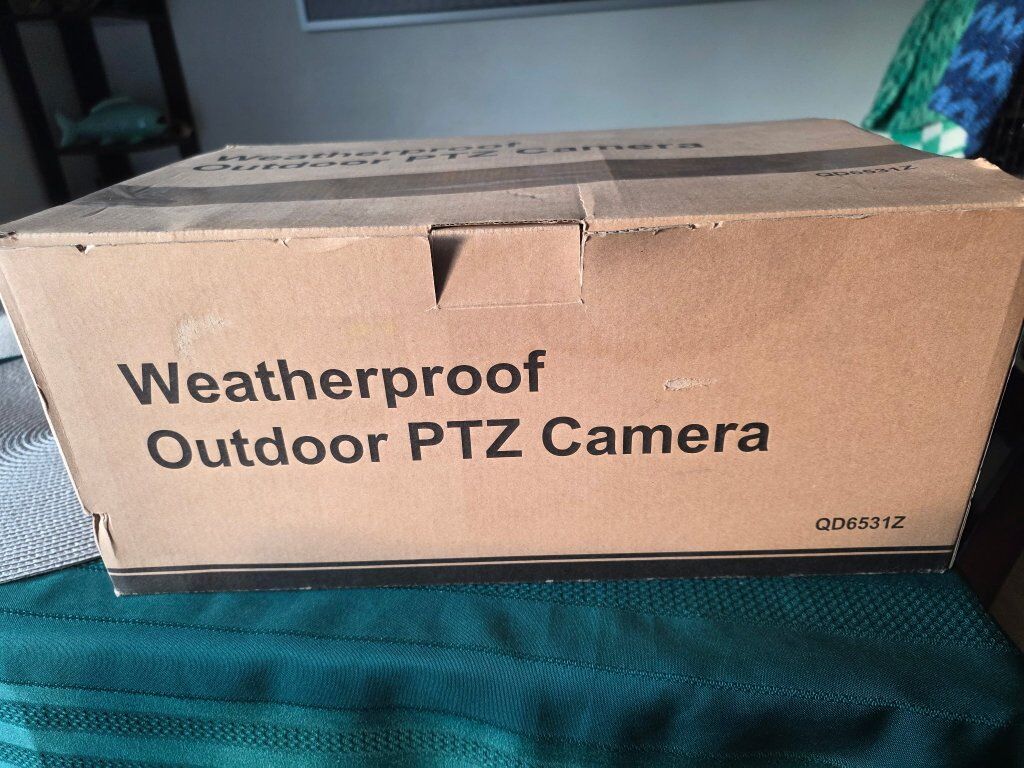 Weatherproof
Outdoor PTZ Camera
QD6531Z
Weatherproof
Outdoor PTZ Camera
QD6531Z